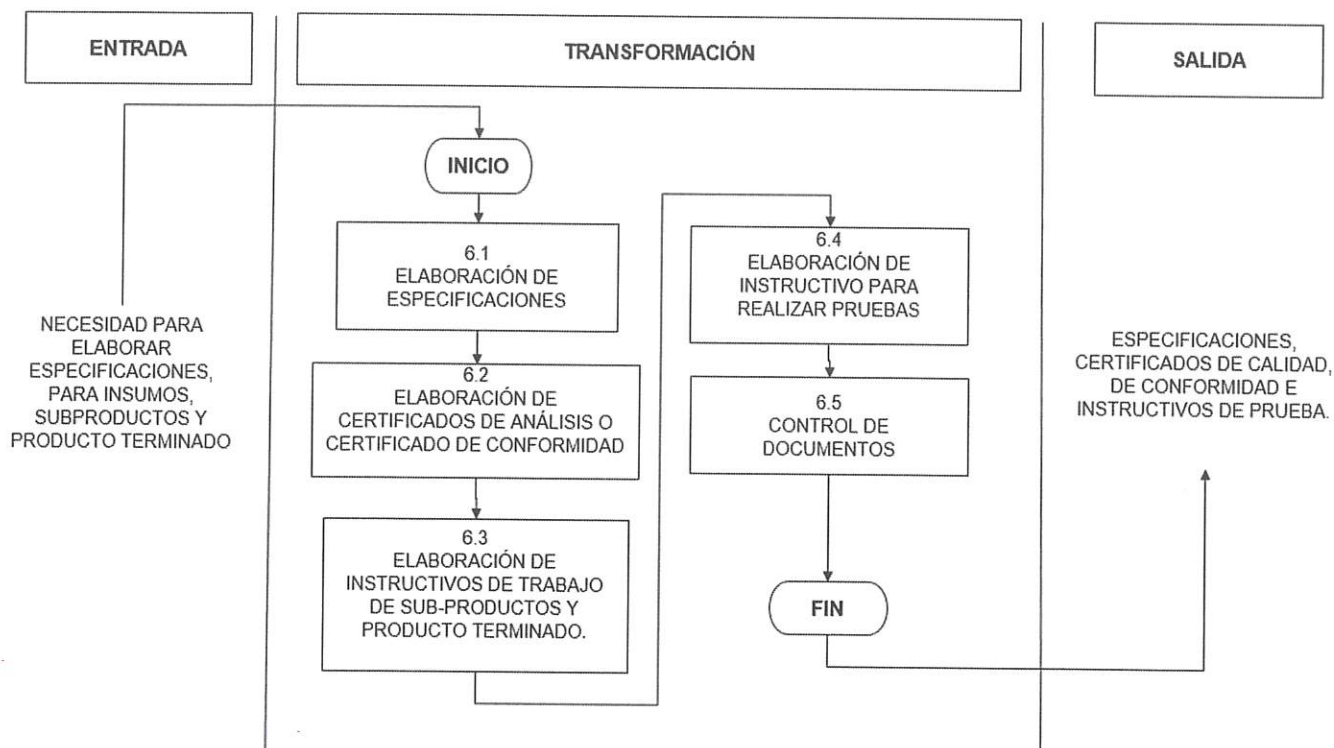 ENTRADA
TRANSFORMACIÓN
SALIDA
NECESIDAD PARA
ELABORAR
ESPECIFICACIONES,
PARA INSUMOS,
SUBPRODUCTOS Y
PRODUCTO TERMINADO
INICIO
6.1
ELABORACIÓN DE
ESPECIFICACIONES
6.2
ELABORACIÓN DE
CERTIFICADOS DE ANÁLISIS O
CERTIFICADO DE CONFORMIDAD
6.3
ELABORACIÓN DE
INSTRUCTIVOS DE TRABAJO
DE SUB-PRODUCTOS Y
PRODUCTO TERMINADO.
6.4
ELABORACIÓN DE
INSTRUCTIVO PARA
REALIZAR PRUEBAS
6.5
CONTROL DE
DOCUMENTOS
FIN
ESPECIFICACIONES,
CERTIFICADOS DE CALIDAD,
DE CONFORMIDAD E
INSTRUCTIVOS DE PRUEBA.